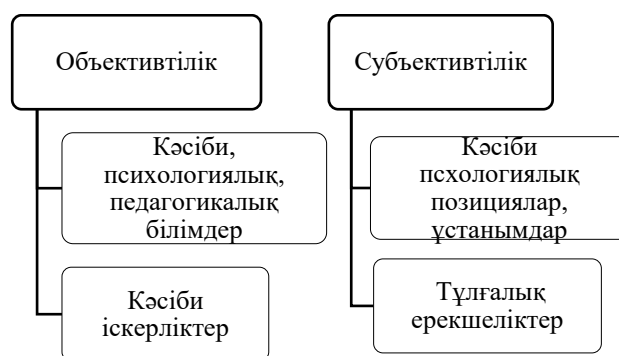 Объективтілік
Кәсіби,
психологиялық,
педагогикалық
білімдер
Кәсіби
іскерліктер
Субъективтілік
Кәсіби
псхологиялық
позициялар,
ұстанымдар
Тұлғалық
ерекшеліктер